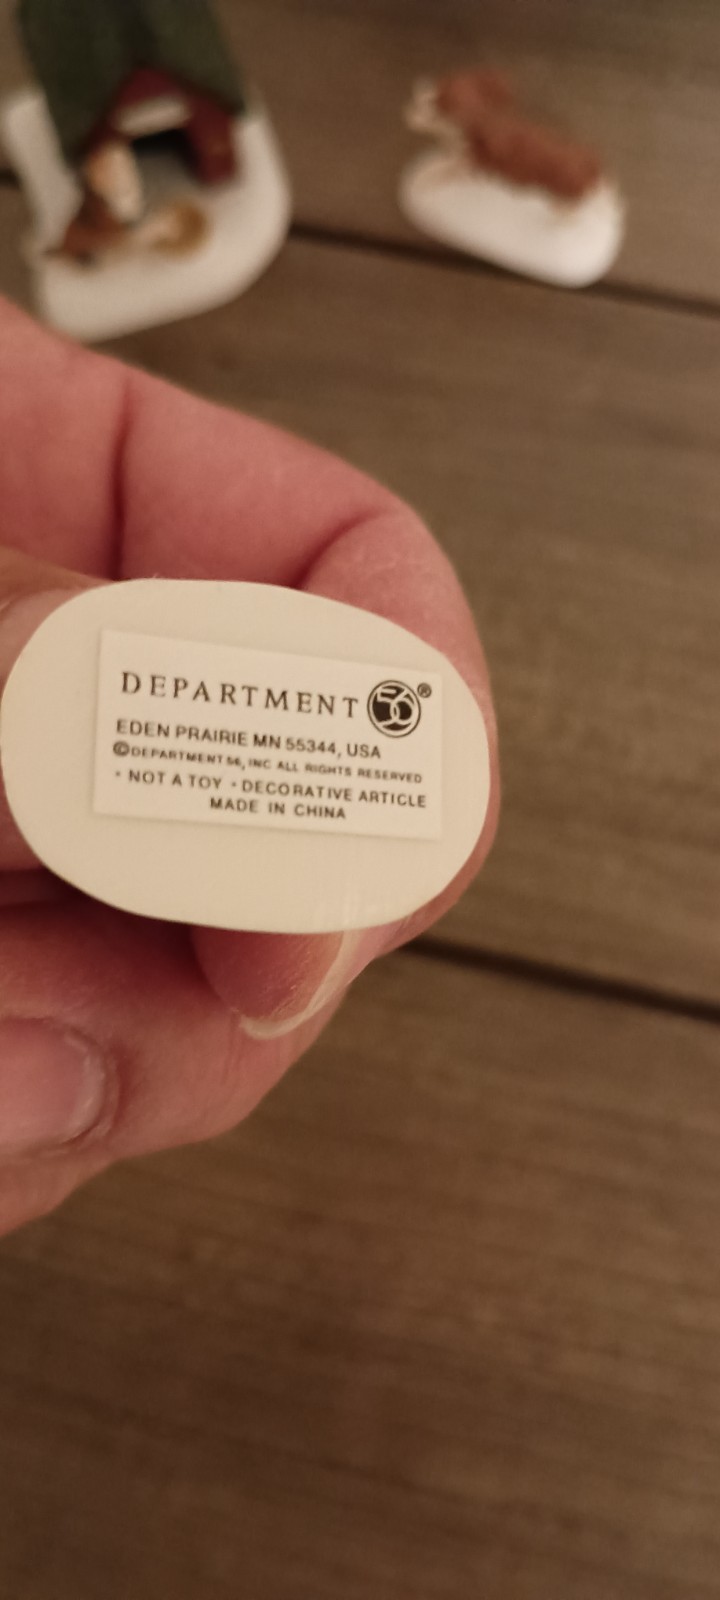 DEPARTMENT 56®
EDEN PRAIRIE MN 55344, USA
©DEPARTMENT 56, INC ALL RIGHTS RESERVED
• NOT A TOY • DECORATIVE ARTICLE
MADE IN CHINA